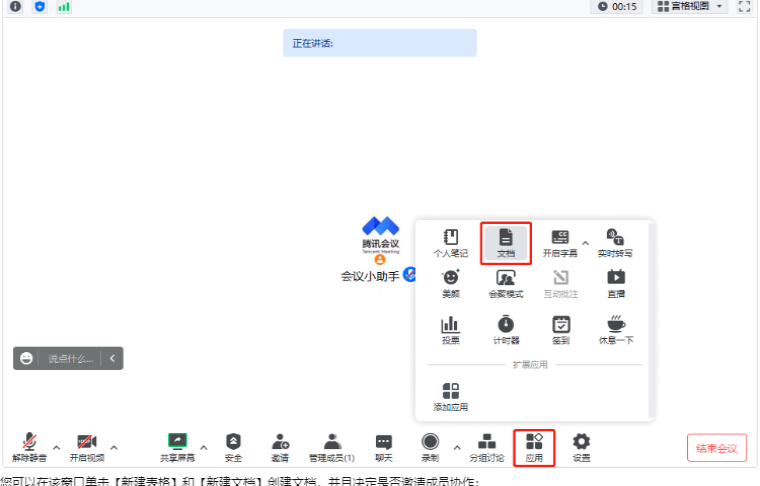 00:15 宫格视图
正在讲话:
腾讯会议
Tencent Meeting
会议小助手
个人笔记 文档 开启字幕 实时转写
美颜 会聚模式 互动批注 直播
投票 计时器 签到 休息一下
扩展应用
添加应用
说点什么...
解除静音 开启视频 共享屏幕 安全 邀请 管理成员(1) 聊天 录制 分组讨论 应用 设置 结束会议
您可以在该窗口单击【新建表格】和【新建文档】创建文档，并且决定是否邀请成员协作：